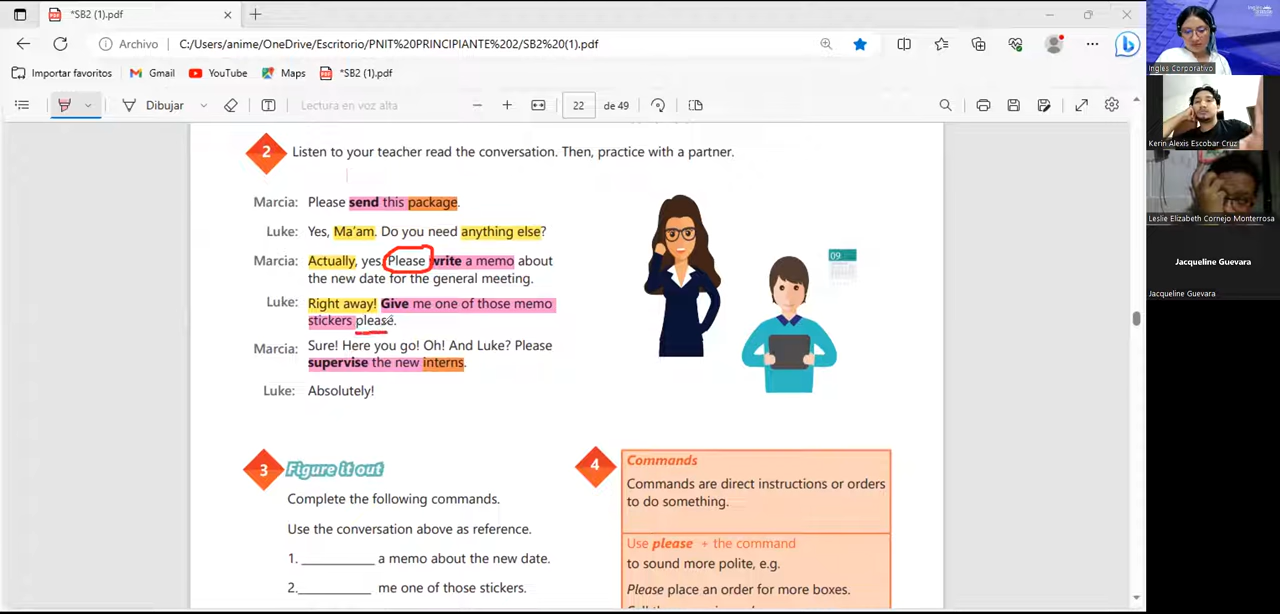 *SB2 (1).pdf
Archivo
C:/Users/anime/OneDrive/Escritorio/PNIT%20PRINCIPIANTE%202/SB2%20(1).pdf
Importar favoritos
Gmail
YouTube
Maps
*SB2 (1).pdf
Dibujar
Lectura en voz alta
22
de 49
2
Listen to your teacher read the conversation. Then, practice with a partner.
Marcia: Please send this package.
Luke: Yes, Ma'am. Do you need anything else?
Marcia: Actually, yes. Please write a memo about
the new date for the general meeting.
Luke: Right away! Give me one of those memo
stickers please.
Marcia: Sure! Here you go! Oh! And Luke? Please
supervise the new interns.
Luke: Absolutely!
09
3
Figure it out
Complete the following commands.
Use the conversation above as reference.
1. __________ a memo about the new date.
2.__________ me one of those stickers.
4
Commands
Commands are direct instructions or orders
to do something.
Use please + the command
to sound more polite, e.g.
Please place an order for more boxes.
Ingles Corporativo
Kerin Alexis Escobar Cruz
Leslie Elizabeth Cornejo Monterrosa
Jacqueline Guevara
Jacqueline Guevara